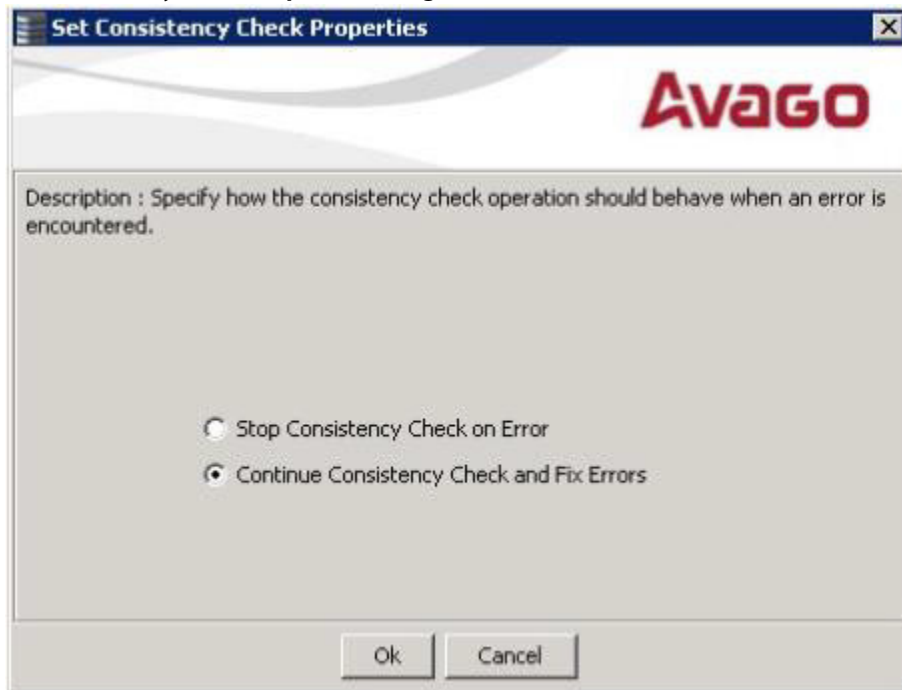 Set Consistency Check Properties
AVAGO
Description : Specify how the consistency check operation should behave when an error is
encountered.
Stop Consistency Check on Error
Continue Consistency Check and Fix Errors
Ok
Cancel